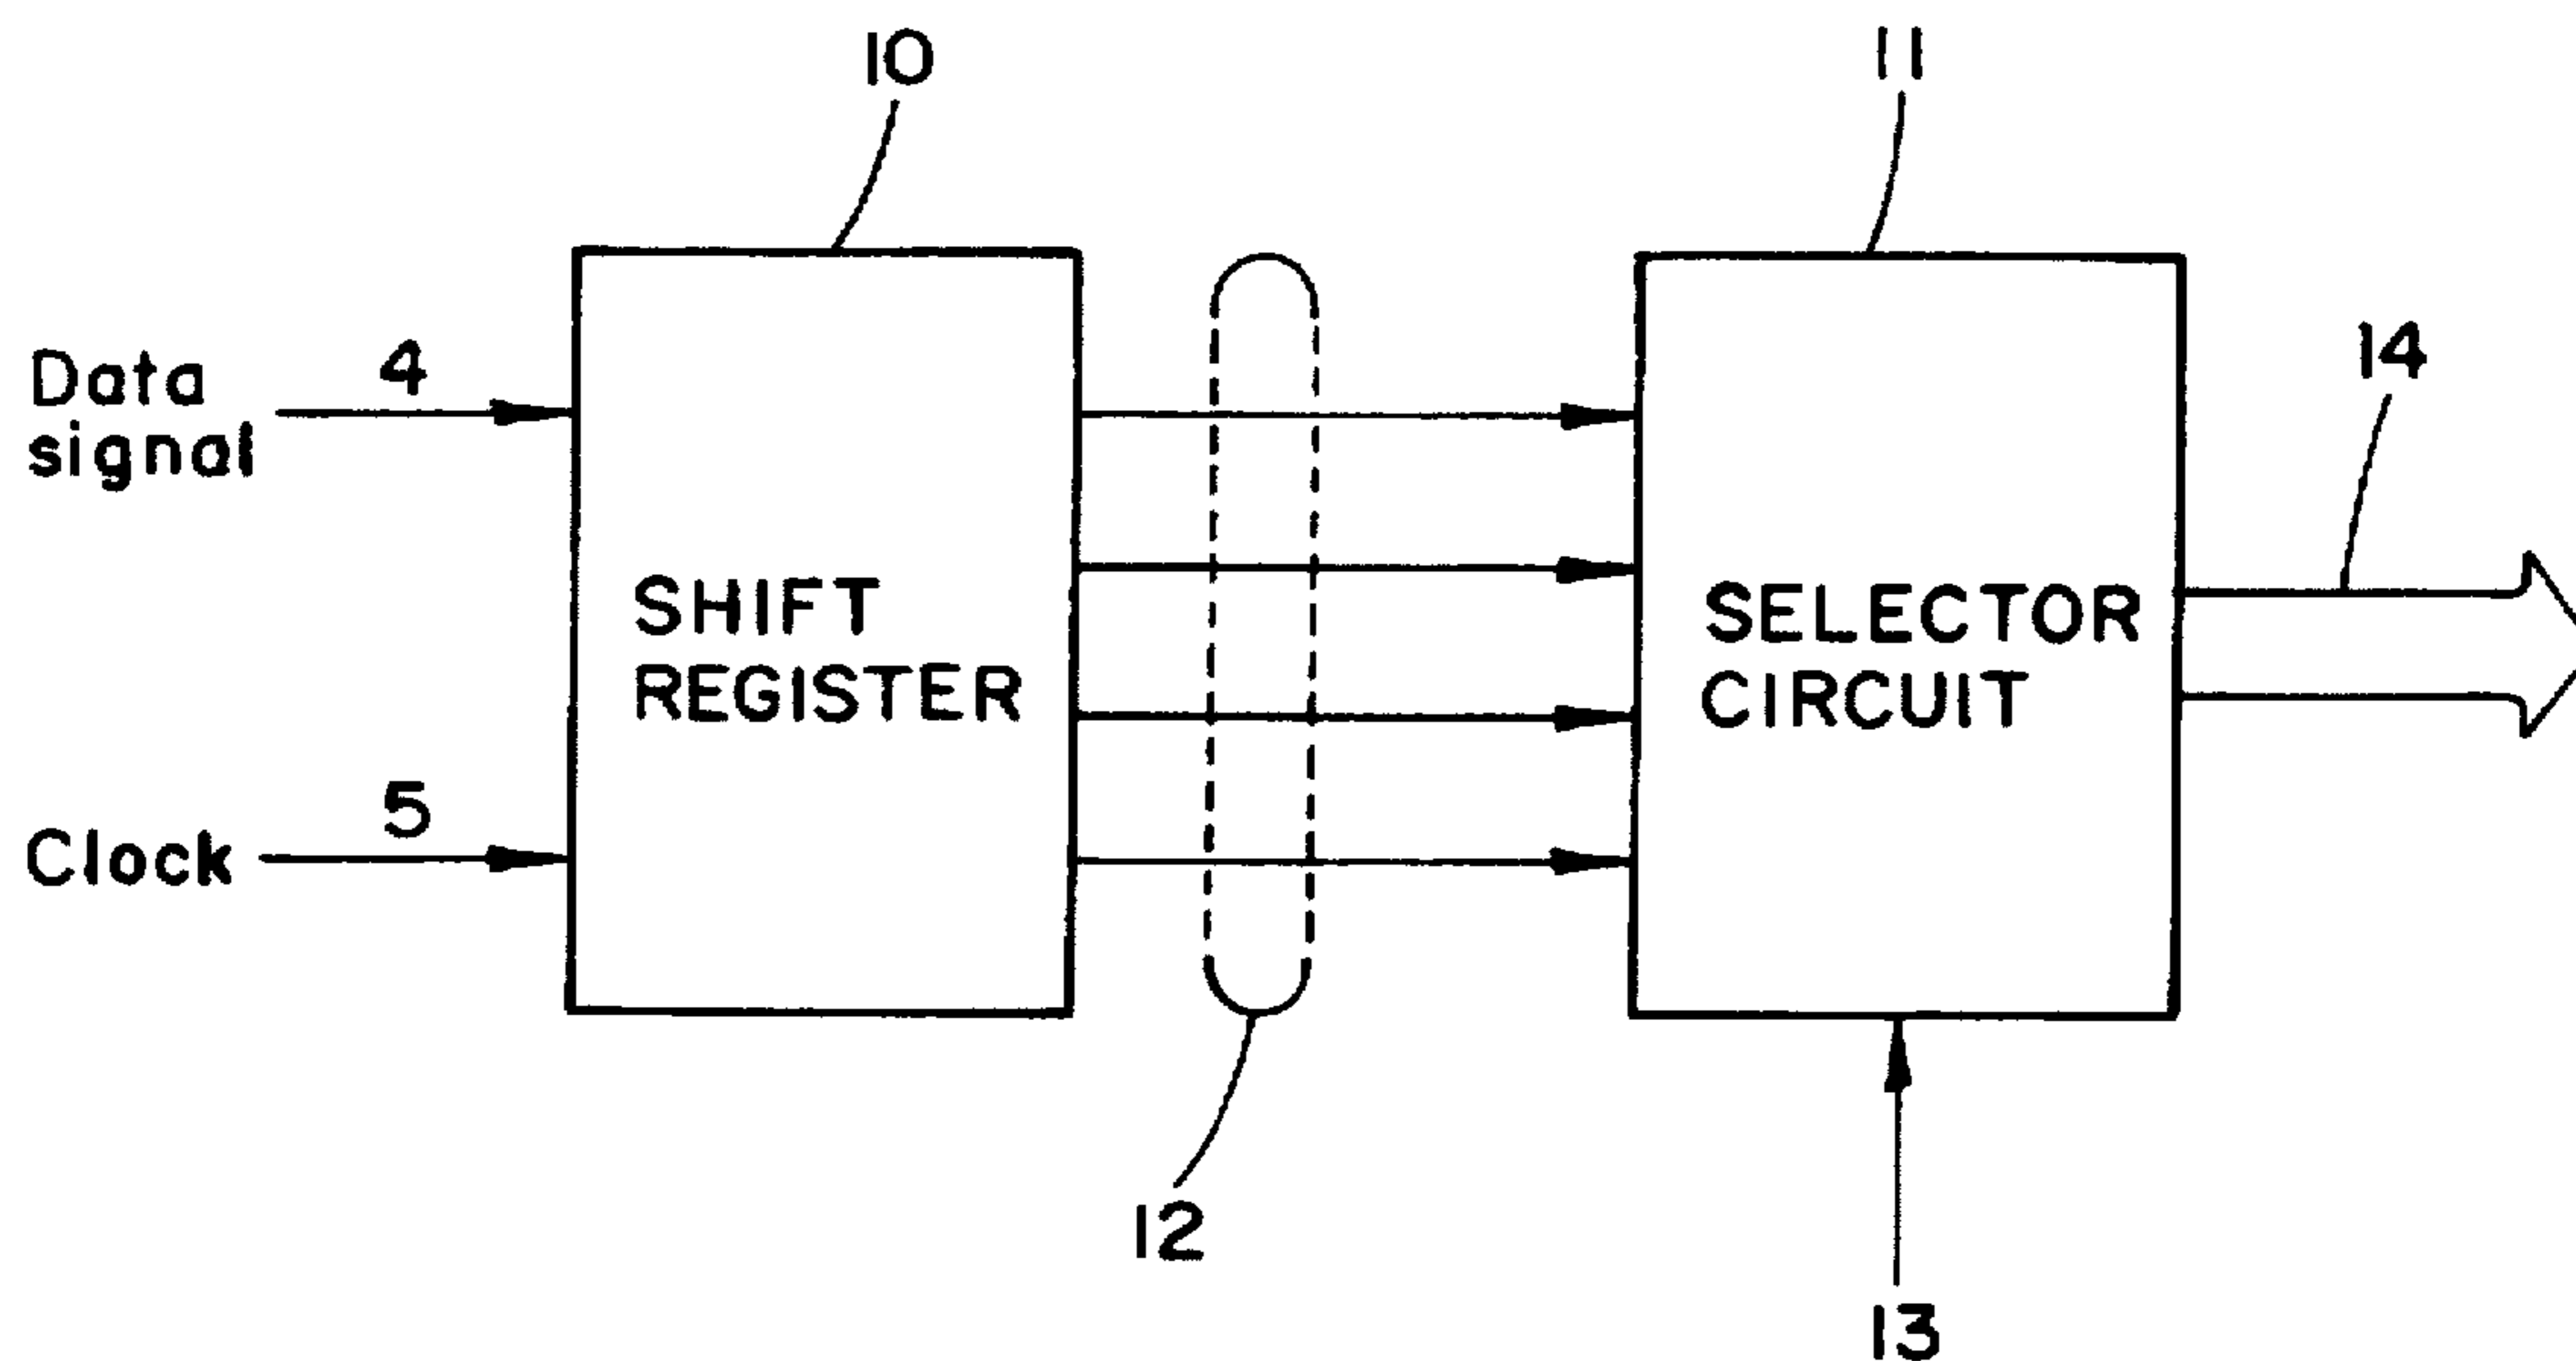 10
11
Data
signal
4
14
SHIFT
REGISTER
SELECTOR
CIRCUIT
Clock
5
12
13